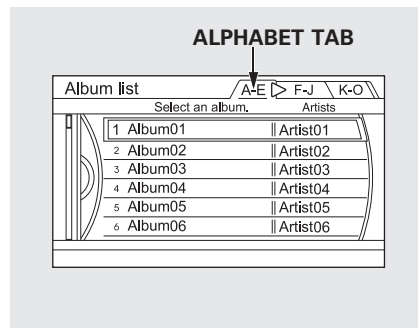 ALPHABET TAB
Album list A-E F-J K-O
Select an album. Artists
1 Album01 Artist01
2 Album02 Artist02
3 Album03 Artist03
4 Album04 Artist04
5 Album05 Artist05
6 Album06 Artist06